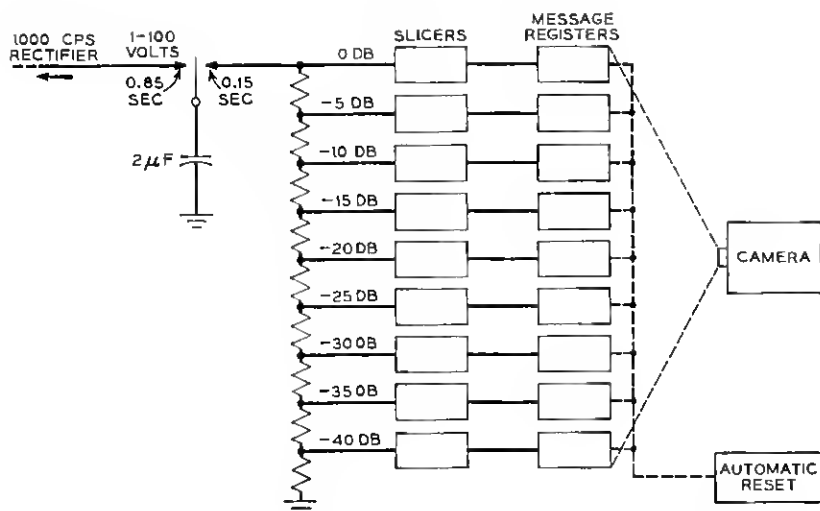 1000 CPS
RECTIFIER
1-100
VOLTS
0.85
SEC
0.15
SEC
2μF
0 DB
-5 DB
-10 DB
-15 DB
-20 DB
-25 DB
-30 DB
-35 DB
-40 DB
SLICERS
MESSAGE
REGISTERS
CAMERA
AUTOMATIC
RESET